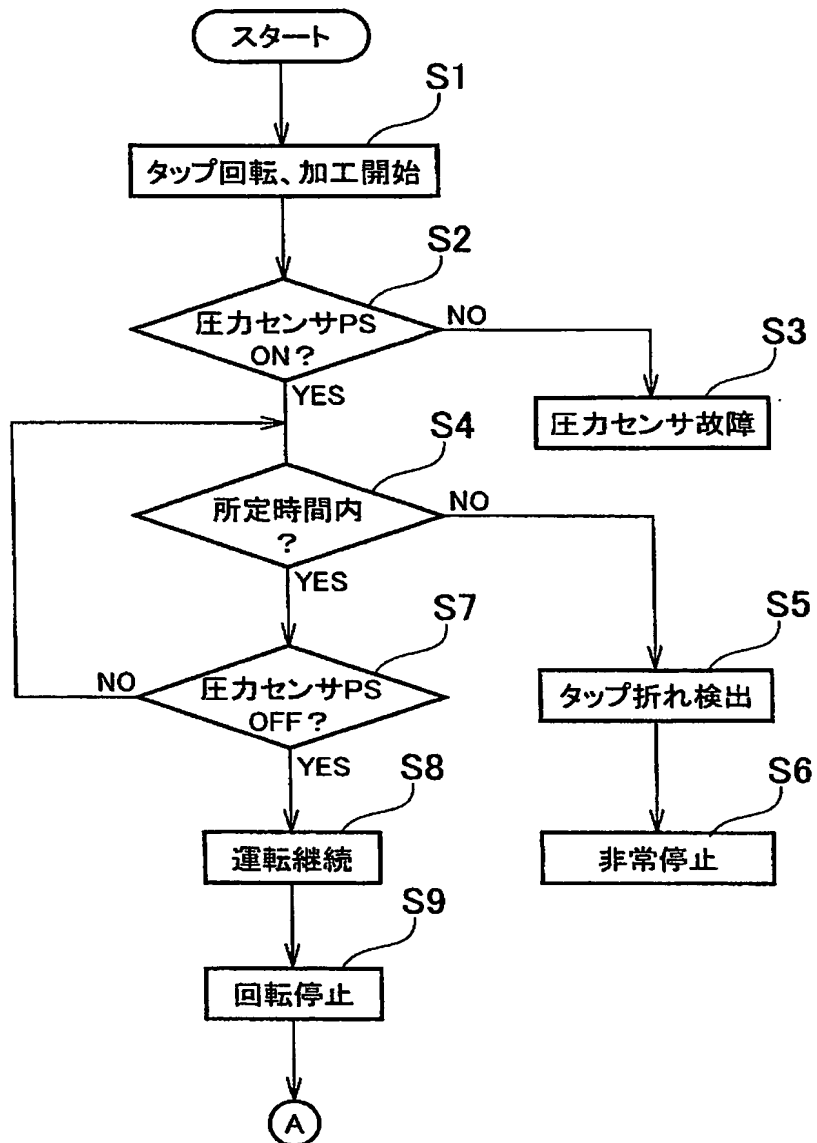 スタート
S1
タップ回転、加工開始
S2
圧力センサPS
ON？
NO
YES
S3
圧力センサ故障
S4
所定時間内
？
NO
YES
S5
タップ折れ検出
S6
非常停止
S7
圧力センサPS
OFF？
NO
YES
S8
運転継続
S9
回転停止
A